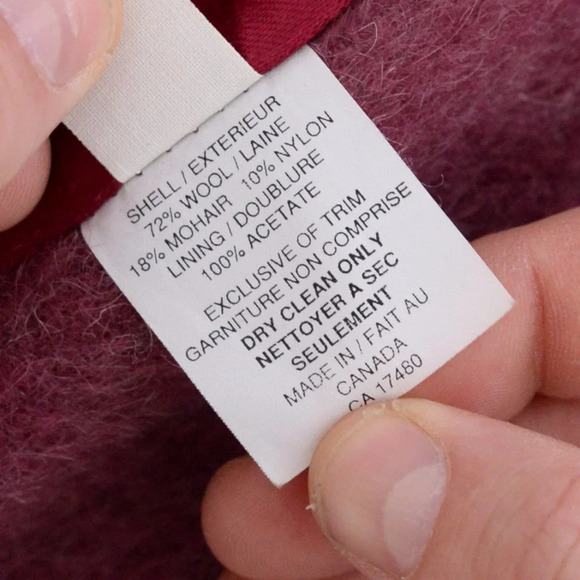 SHELL / EXTERIEUR
72% WOOL / LAINE
18% MOHAIR 10% NYLON
LINING / DOUBLURE
100% ACETATE
EXCLUSIVE OF TRIM
GARNITURE NON COMPRISE
DRY CLEAN ONLY
NETTOYER A SEC
SEULEMENT
MADE IN / FAIT AU
CANADA
CA 17480